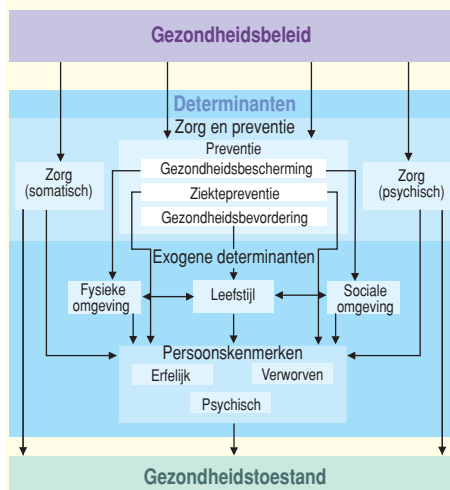 Gezondheidsbeleid
Determinanten
Zorg en preventie
Preventie
Gezondheidsbescherming
Zorg
(somatisch)
Ziektepreventie
Zorg
(psychisch)
Gezondheidsbevordering
Exogene determinanten
Fysieke
omgeving
Leefstijl
Sociale
omgeving
Persoonskenmerken
Erfelijk
Verworven
Psychisch
Gezondheidstoestand